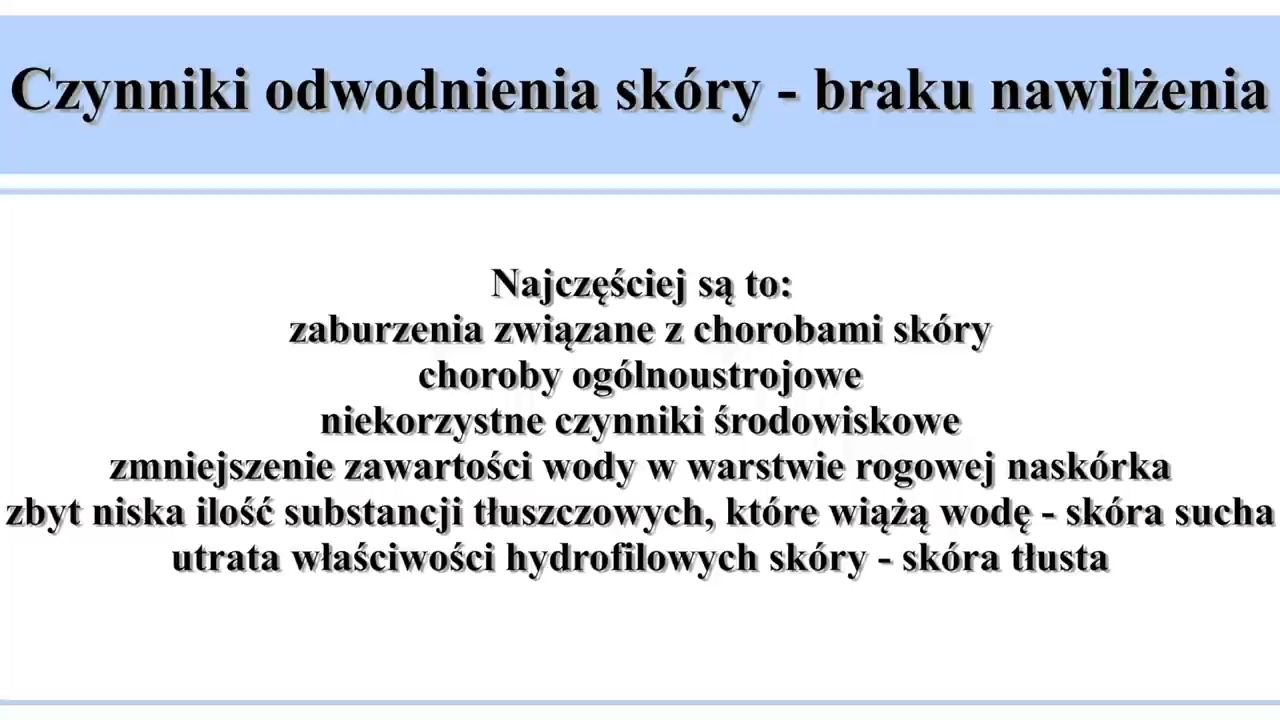 Czynniki odwodnienia skóry - braku nawilżenia
Najczęściej są to:
zaburzenia związane z chorobami skóry
choroby ogólnoustrojowe
niekorzystne czynniki środowiskowe
zmniejszenie zawartości wody w warstwie rogowej naskórka
zbyt niska ilość substancji tłuszczowych, które wiążą wodę - skóra sucha
utrata właściwości hydrofilowych skóry - skóra tłusta